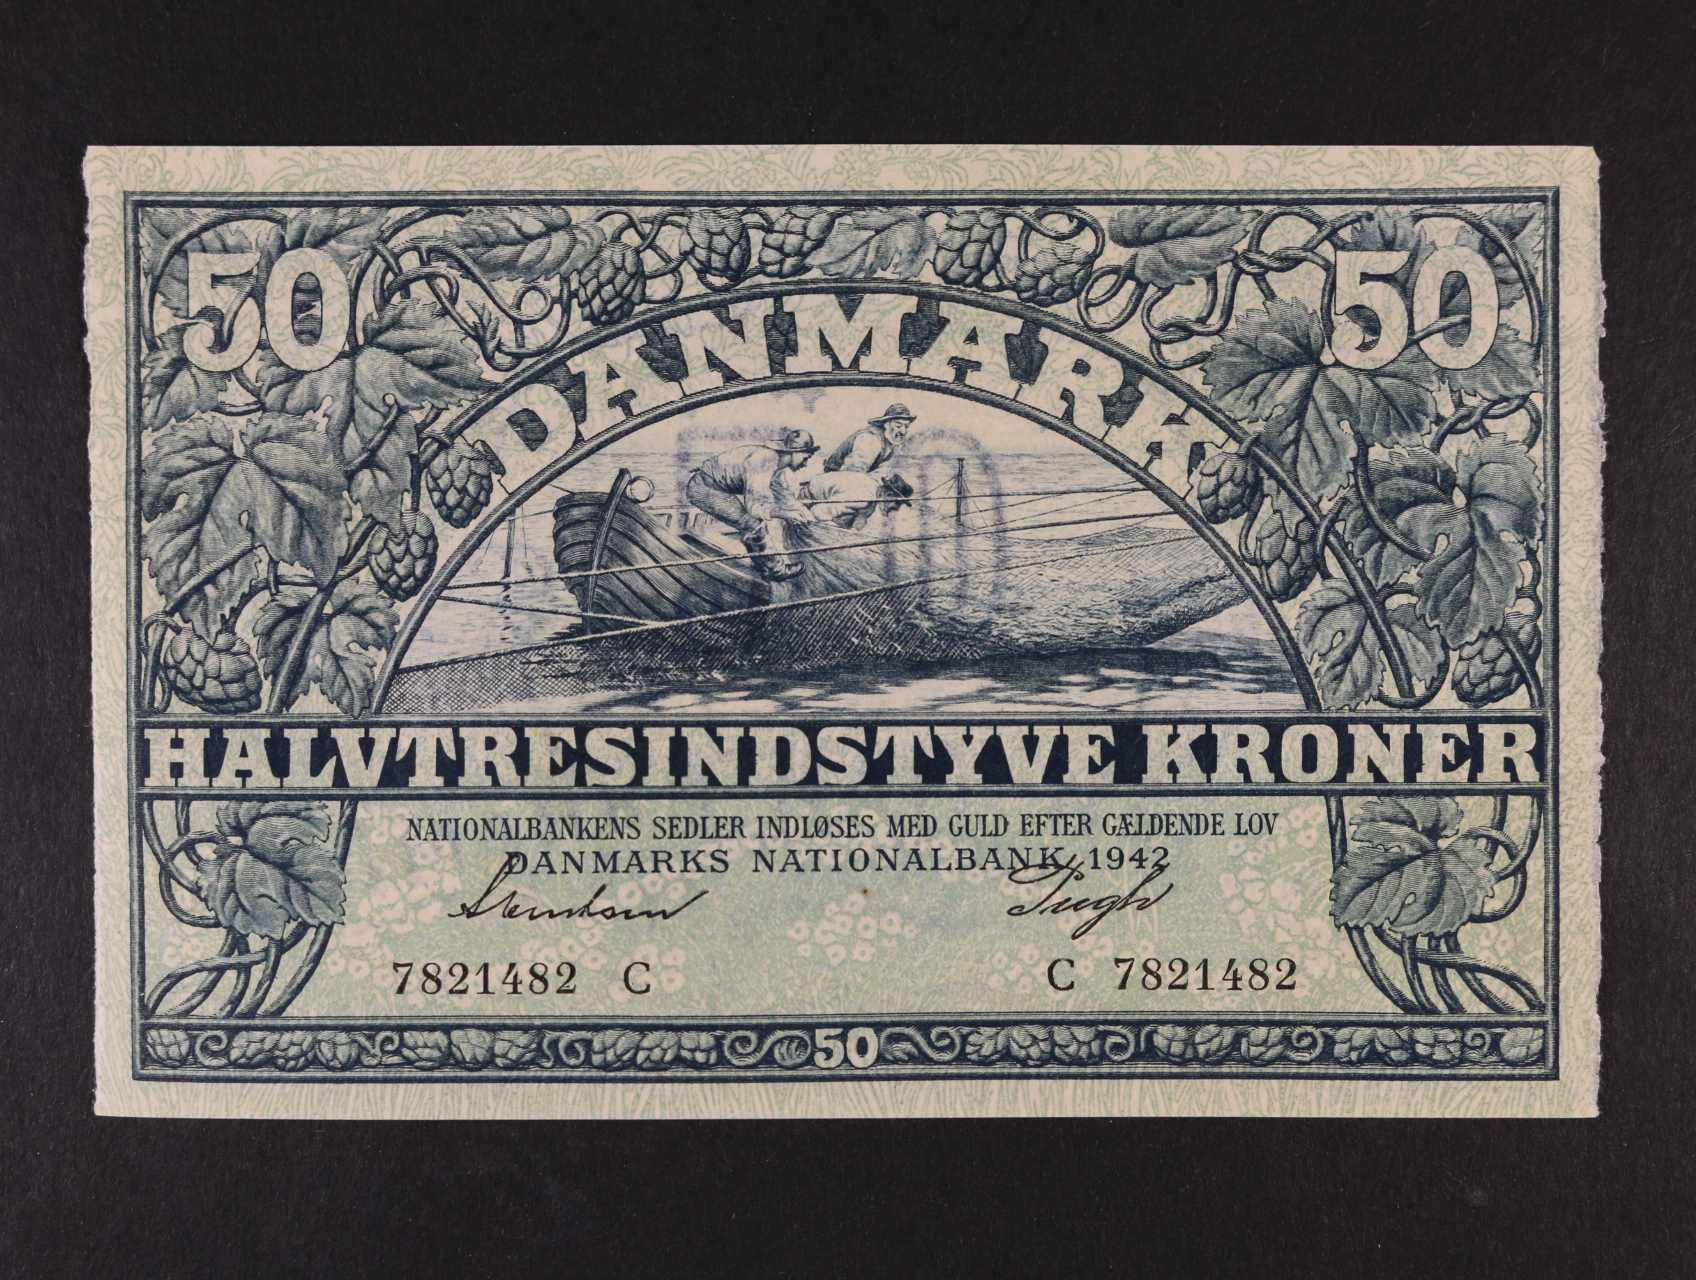 50 50
DANMARK
HALVTRESINDSTYVE KRONER
NATIONALBANKENS SEDLER INDLØSES MED GULD EFTER GÆLDENDE LOV
DANMARKS NATIONALBANK 1942
Svendsen
7821482 C C 7821482
50